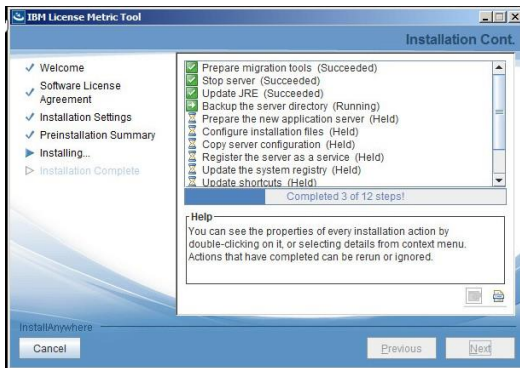 IBM License Metric Tool
Installation Cont.
Welcome
Software License
Agreement
Installation Settings
Preinstallation Summary
Installing...
Installation Complete
Prepare migration tools (Succeeded)
Stop server (Succeeded)
Update JRE (Succeeded)
Backup the server directory (Running)
Prepare the new application server (Held)
Configure installation files (Held)
Copy server configuration (Held)
Register the server as a service (Held)
Update the system registry (Held)
Update shortcuts (Held)
Completed 3 of 12 steps!
Help
You can see the properties of every installation action by
double-clicking on it, or selecting details from context menu.
Actions that have completed can be rerun or ignored.
InstallAnywhere
Cancel
Previous
Next